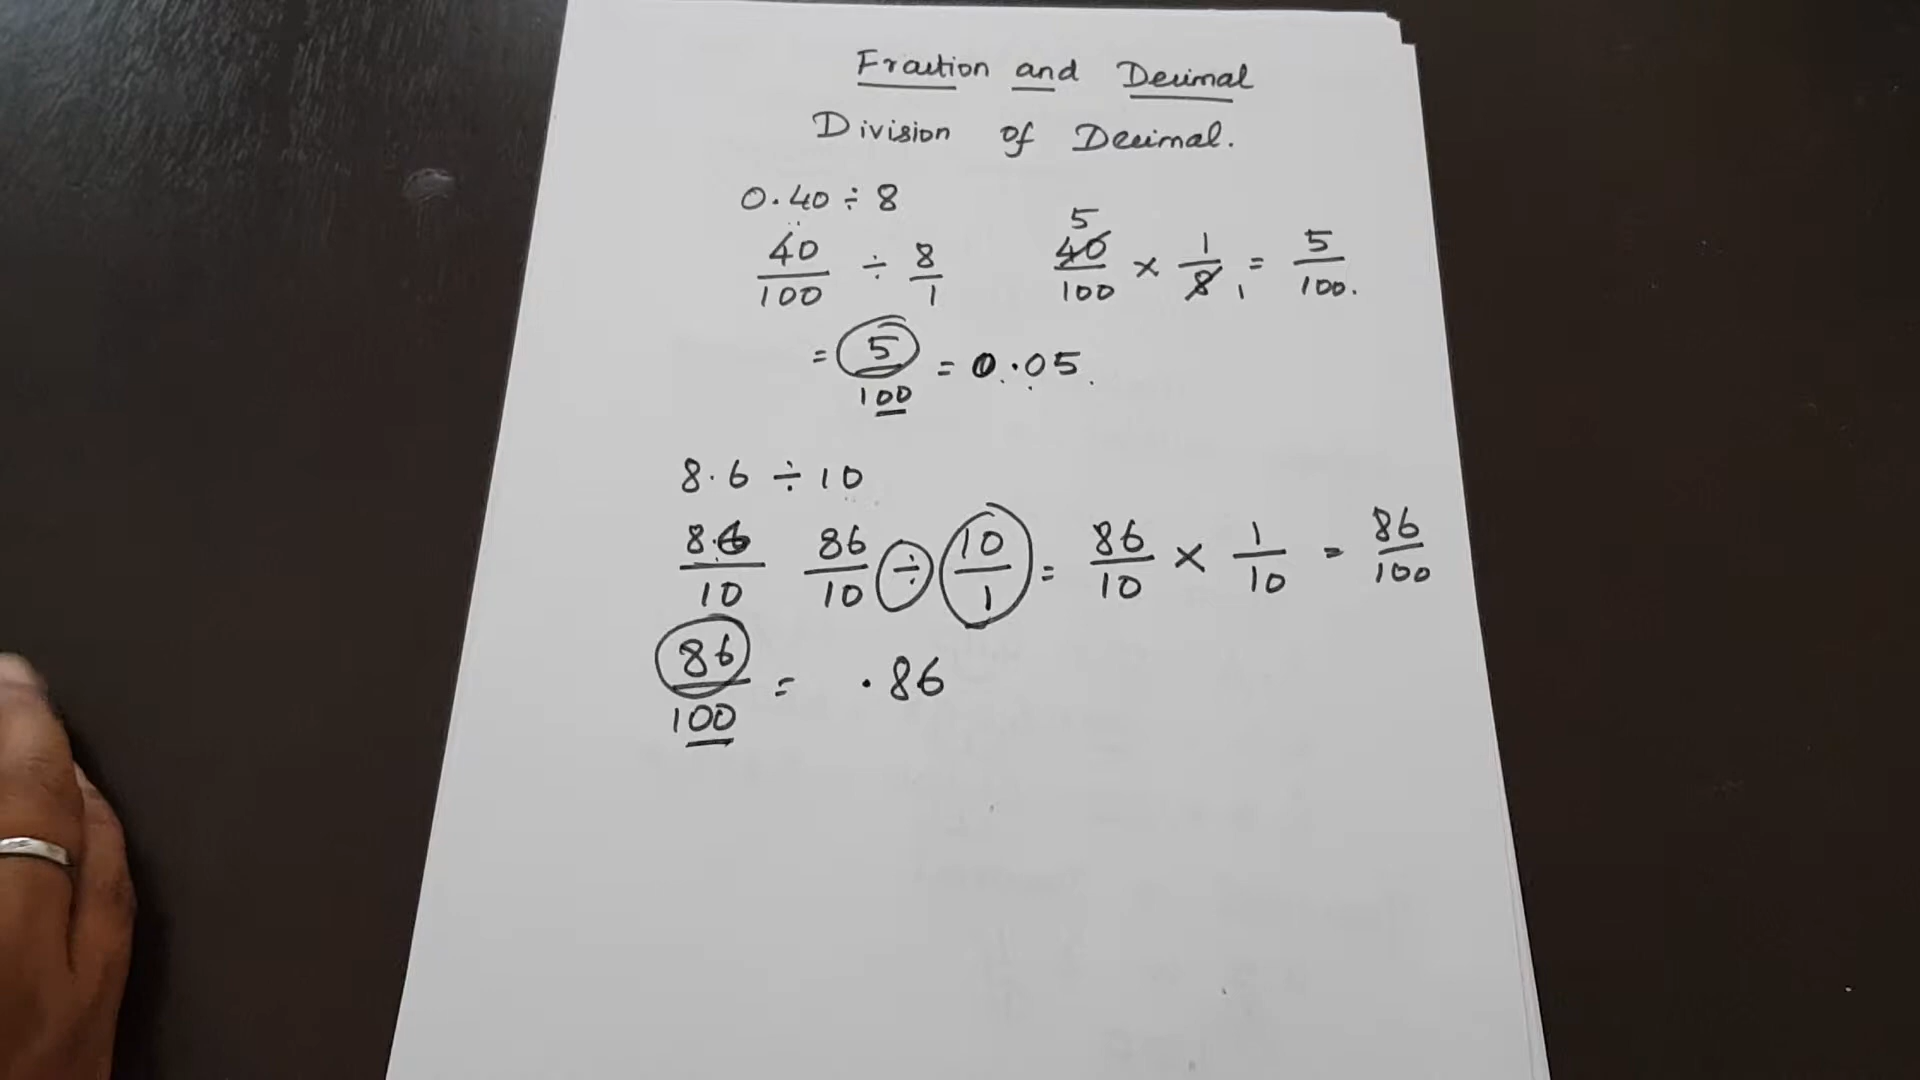 Fraction and Decimal
Division of Decimal.
0.40 ÷ 8
40/100 ÷ 8/1 5 40/100 × 1/8 1 = 5/100.
= 5/100 = 0.05.
8.6 ÷ 10
8.6/10 86/10 ÷ 10/1 = 86/10 × 1/10 = 86/100
86/100 = .86